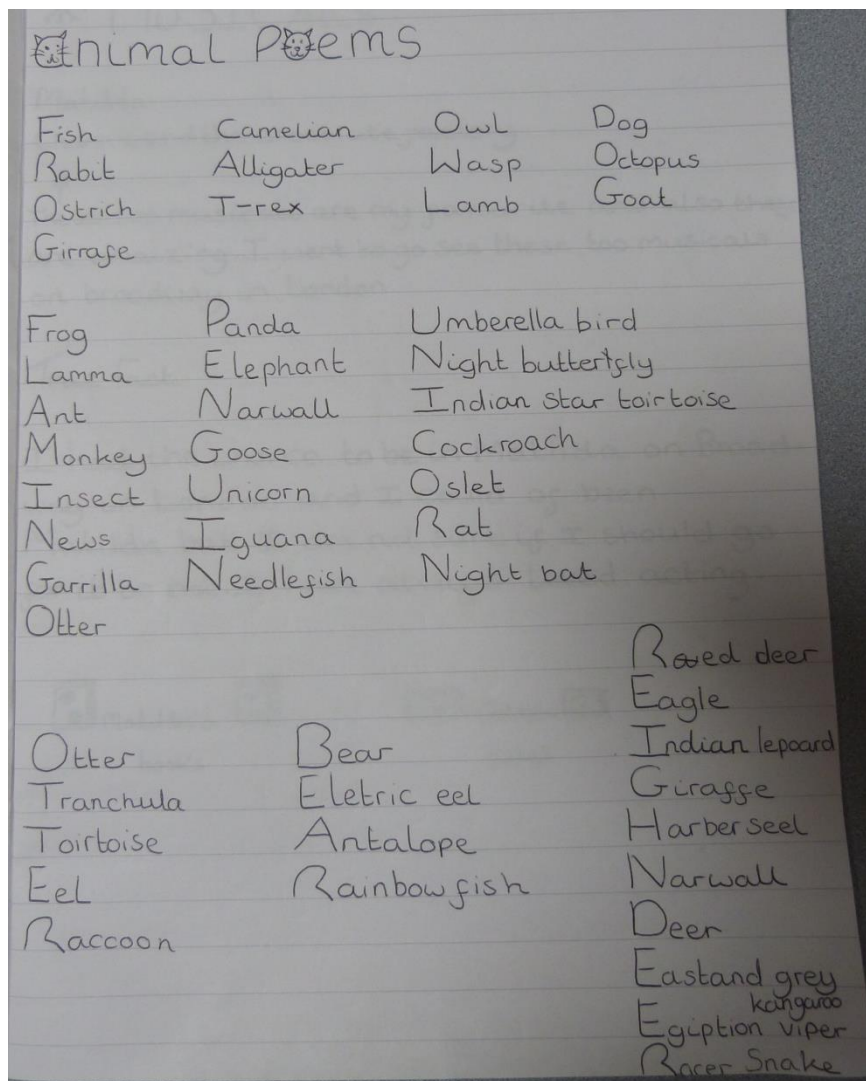 Animal Poems
Fish
Rabit
Ostrich
Girrafe
Camelian
Alligater
T-rex
Owl
Wasp
Lamb
Dog
Octopus
Goat
Frog
Lamma
Ant
Monkey
Insect
News
Garrilla
Otter
Panda
Elephant
Narwall
Goose
Unicorn
Iguana
Needlefish
Umberella bird
Night butterfly
Indian star toirtoise
Cockroach
Oslet
Rat
Night bat
Otter
Tranchula
Toirtoise
Eel
Raccoon
Bear
Eletric eel
Antalope
Rainbow fish
Red deer
Eagle
Indian lepoard
Giraffe
Harber seel
Narwall
Deer
Eastand grey
kangaroo
Egiption viper
Racer Snake